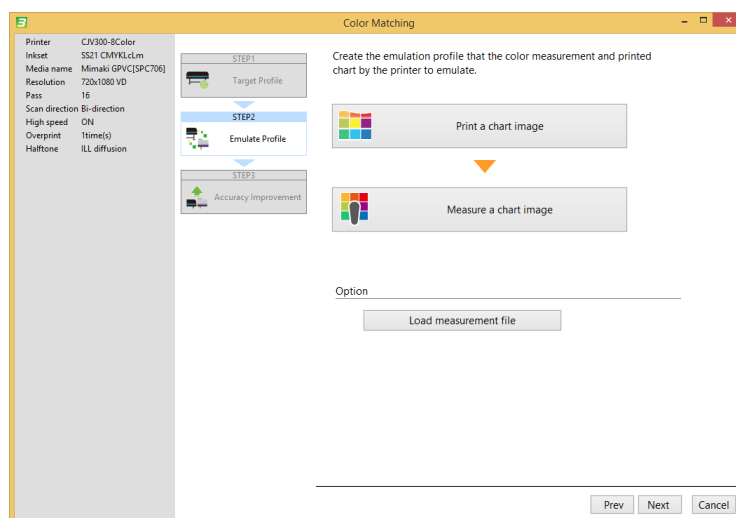 3
Color Matching
Printer CJV300-8Color
Inkset SS21 CMYKLcLm
Media name Mimaki GPVC[SPC706]
Resolution 720x1080 VD
Pass 16
Scan direction Bi-direction
High speed ON
Overprint 1time(s)
Halftone ILL diffusion
STEP1
Target Profile
STEP2
Emulate Profile
STEP3
Accuracy Improvement
Create the emulation profile that the color measurement and printed
chart by the printer to emulate.
Print a chart image
Measure a chart image
Option
Load measurement file
Prev Next Cancel